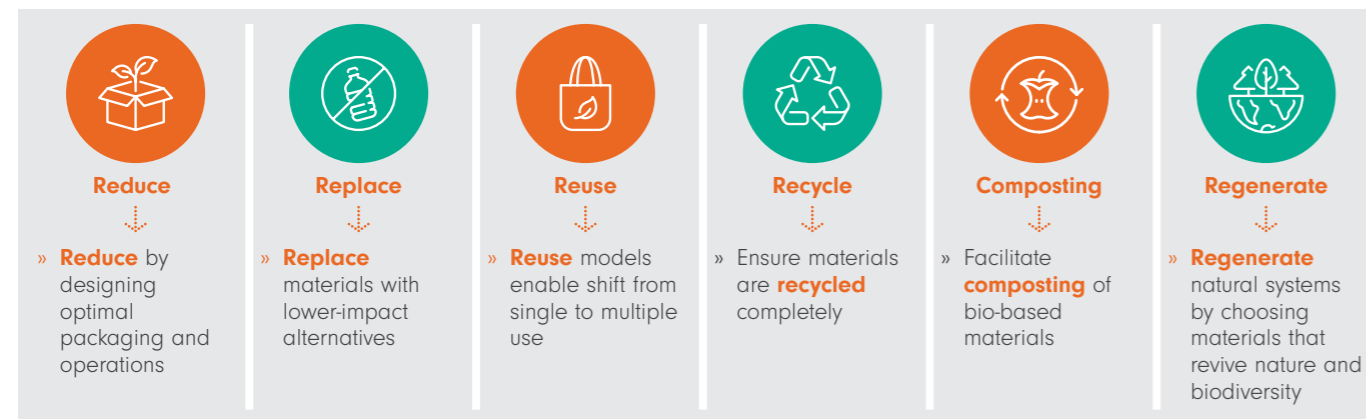 Reduce
» Reduce by
designing
optimal
packaging and
operations
Replace
» Replace
materials with
lower-impact
alternatives
Reuse
» Reuse models
enable shift from
single to multiple
use
Recycle
» Ensure materials
are recycled
completely
Composting
» Facilitate
composting of
bio-based
materials
Regenerate
» Regenerate
natural systems
by choosing
materials that
revive nature and
biodiversity